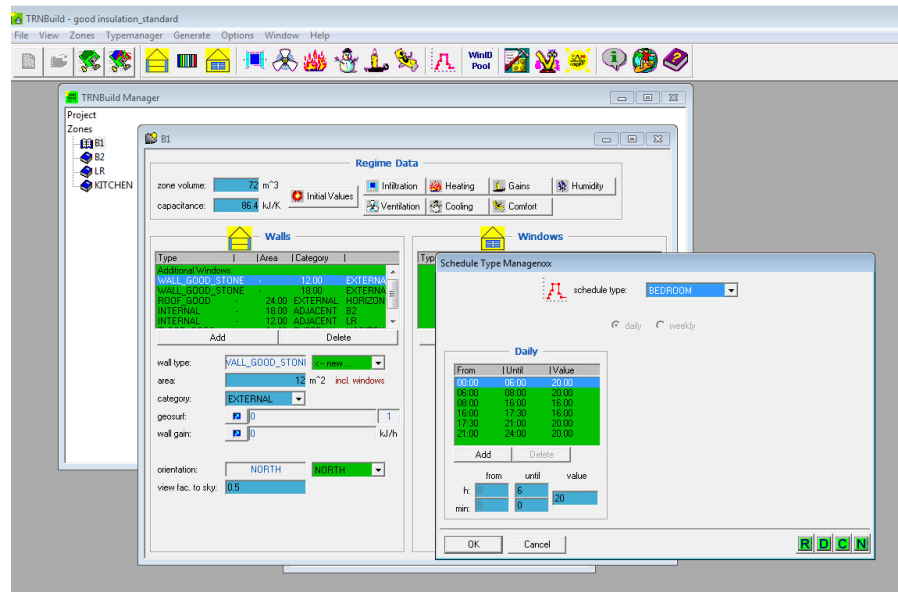 TRNBuild - good insulation_standard
File View Zones Typemanager Generate Options Window Help
WinID
Pool
TRNBuild Manager
Project
Zones
B1
B2
LR
KITCHEN
B1
Regime Data
zone volume: 72 m^3
capacitance: 86.4 kJ/K
Initial Values
Infiltration Heating Gains Humidity
Ventilation Cooling Comfort
Walls
Type | | Area | Category |
Additional Windows
WALL_GOOD_STONE - 12.00 EXTERNA
WALL_GOOD_STONE - 18.00 EXTERNA
ROOF_GOOD - 24.00 EXTERNAL HORIZON
INTERNAL - 18.00 ADJACENT B2
INTERNAL - 12.00 ADJACENT LR
Add Delete
wall type: WALL_GOOD_STONI <-- new ...
area: 12 m^2 incl. windows
category: EXTERNAL
geosurf: 0 1
wall gain: 0 kJ/h
orientation: NORTH NORTH
view fac. to sky: 0.5
Windows
Typ
Schedule Type Managerxxx
schedule type: BEDROOM
daily weekly
Daily
From | Until | Value
00:00 06:00 20.00
06:00 08:00 20.00
08:00 16:00 16.00
16:00 17:30 16.00
17:30 21:00 20.00
21:00 24:00 20.00
Add Delete
from until value
h: 0 6 20
min: 0 0
OK Cancel
R D C N